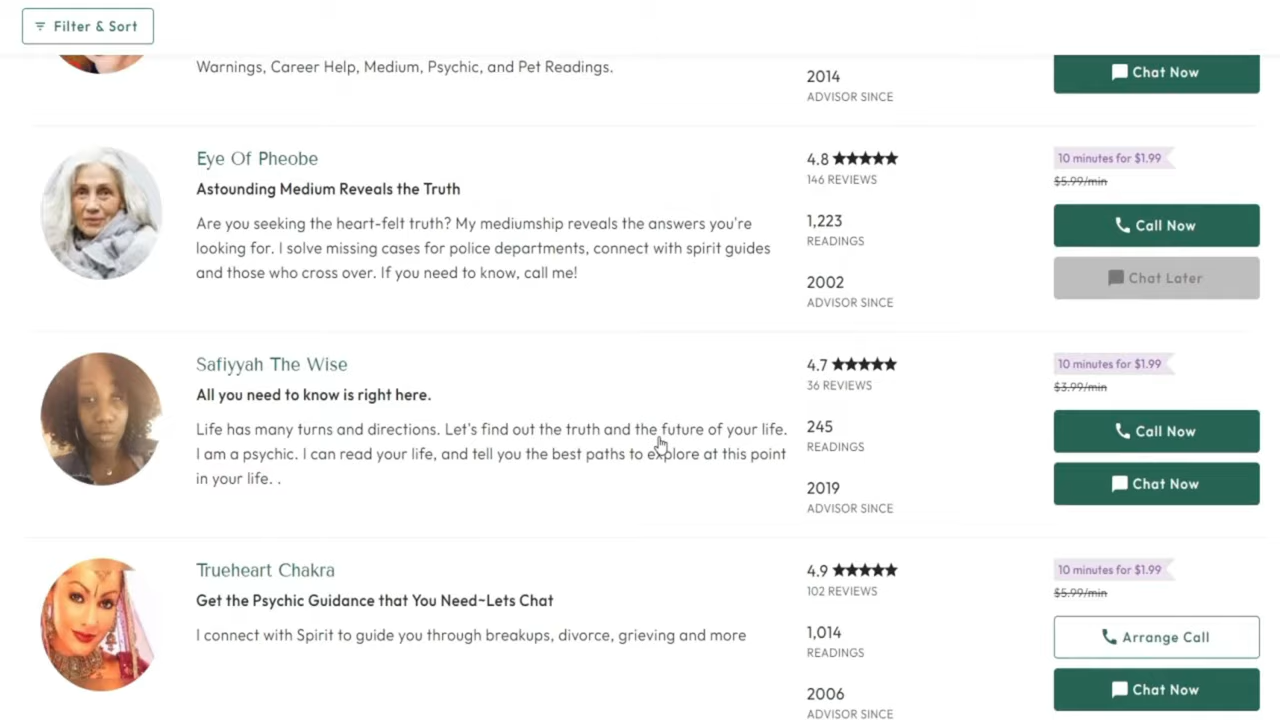 Filter & Sort
Warnings, Career Help, Medium, Psychic, and Pet Readings.
2014
ADVISOR SINCE
Chat Now
Eye Of Pheobe
Astounding Medium Reveals the Truth
Are you seeking the heart-felt truth? My mediumship reveals the answers you're
looking for. I solve missing cases for police departments, connect with spirit guides
and those who cross over. If you need to know, call me!
4.8 ★★★★★
146 REVIEWS
1,223
READINGS
2002
ADVISOR SINCE
10 minutes for $1.99
$5.99/min
Call Now
Chat Later
Safiyyah The Wise
All you need to know is right here.
Life has many turns and directions. Let's find out the truth and the future of your life.
I am a psychic. I can read your life, and tell you the best paths to explore at this point
in your life. .
4.7 ★★★★★
36 REVIEWS
245
READINGS
2019
ADVISOR SINCE
10 minutes for $1.99
$3.99/min
Call Now
Chat Now
Trueheart Chakra
Get the Psychic Guidance that You Need~Lets Chat
I connect with Spirit to guide you through breakups, divorce, grieving and more
4.9 ★★★★★
102 REVIEWS
1,014
READINGS
2006
ADVISOR SINCE
10 minutes for $1.99
$5.99/min
Arrange Call
Chat Now